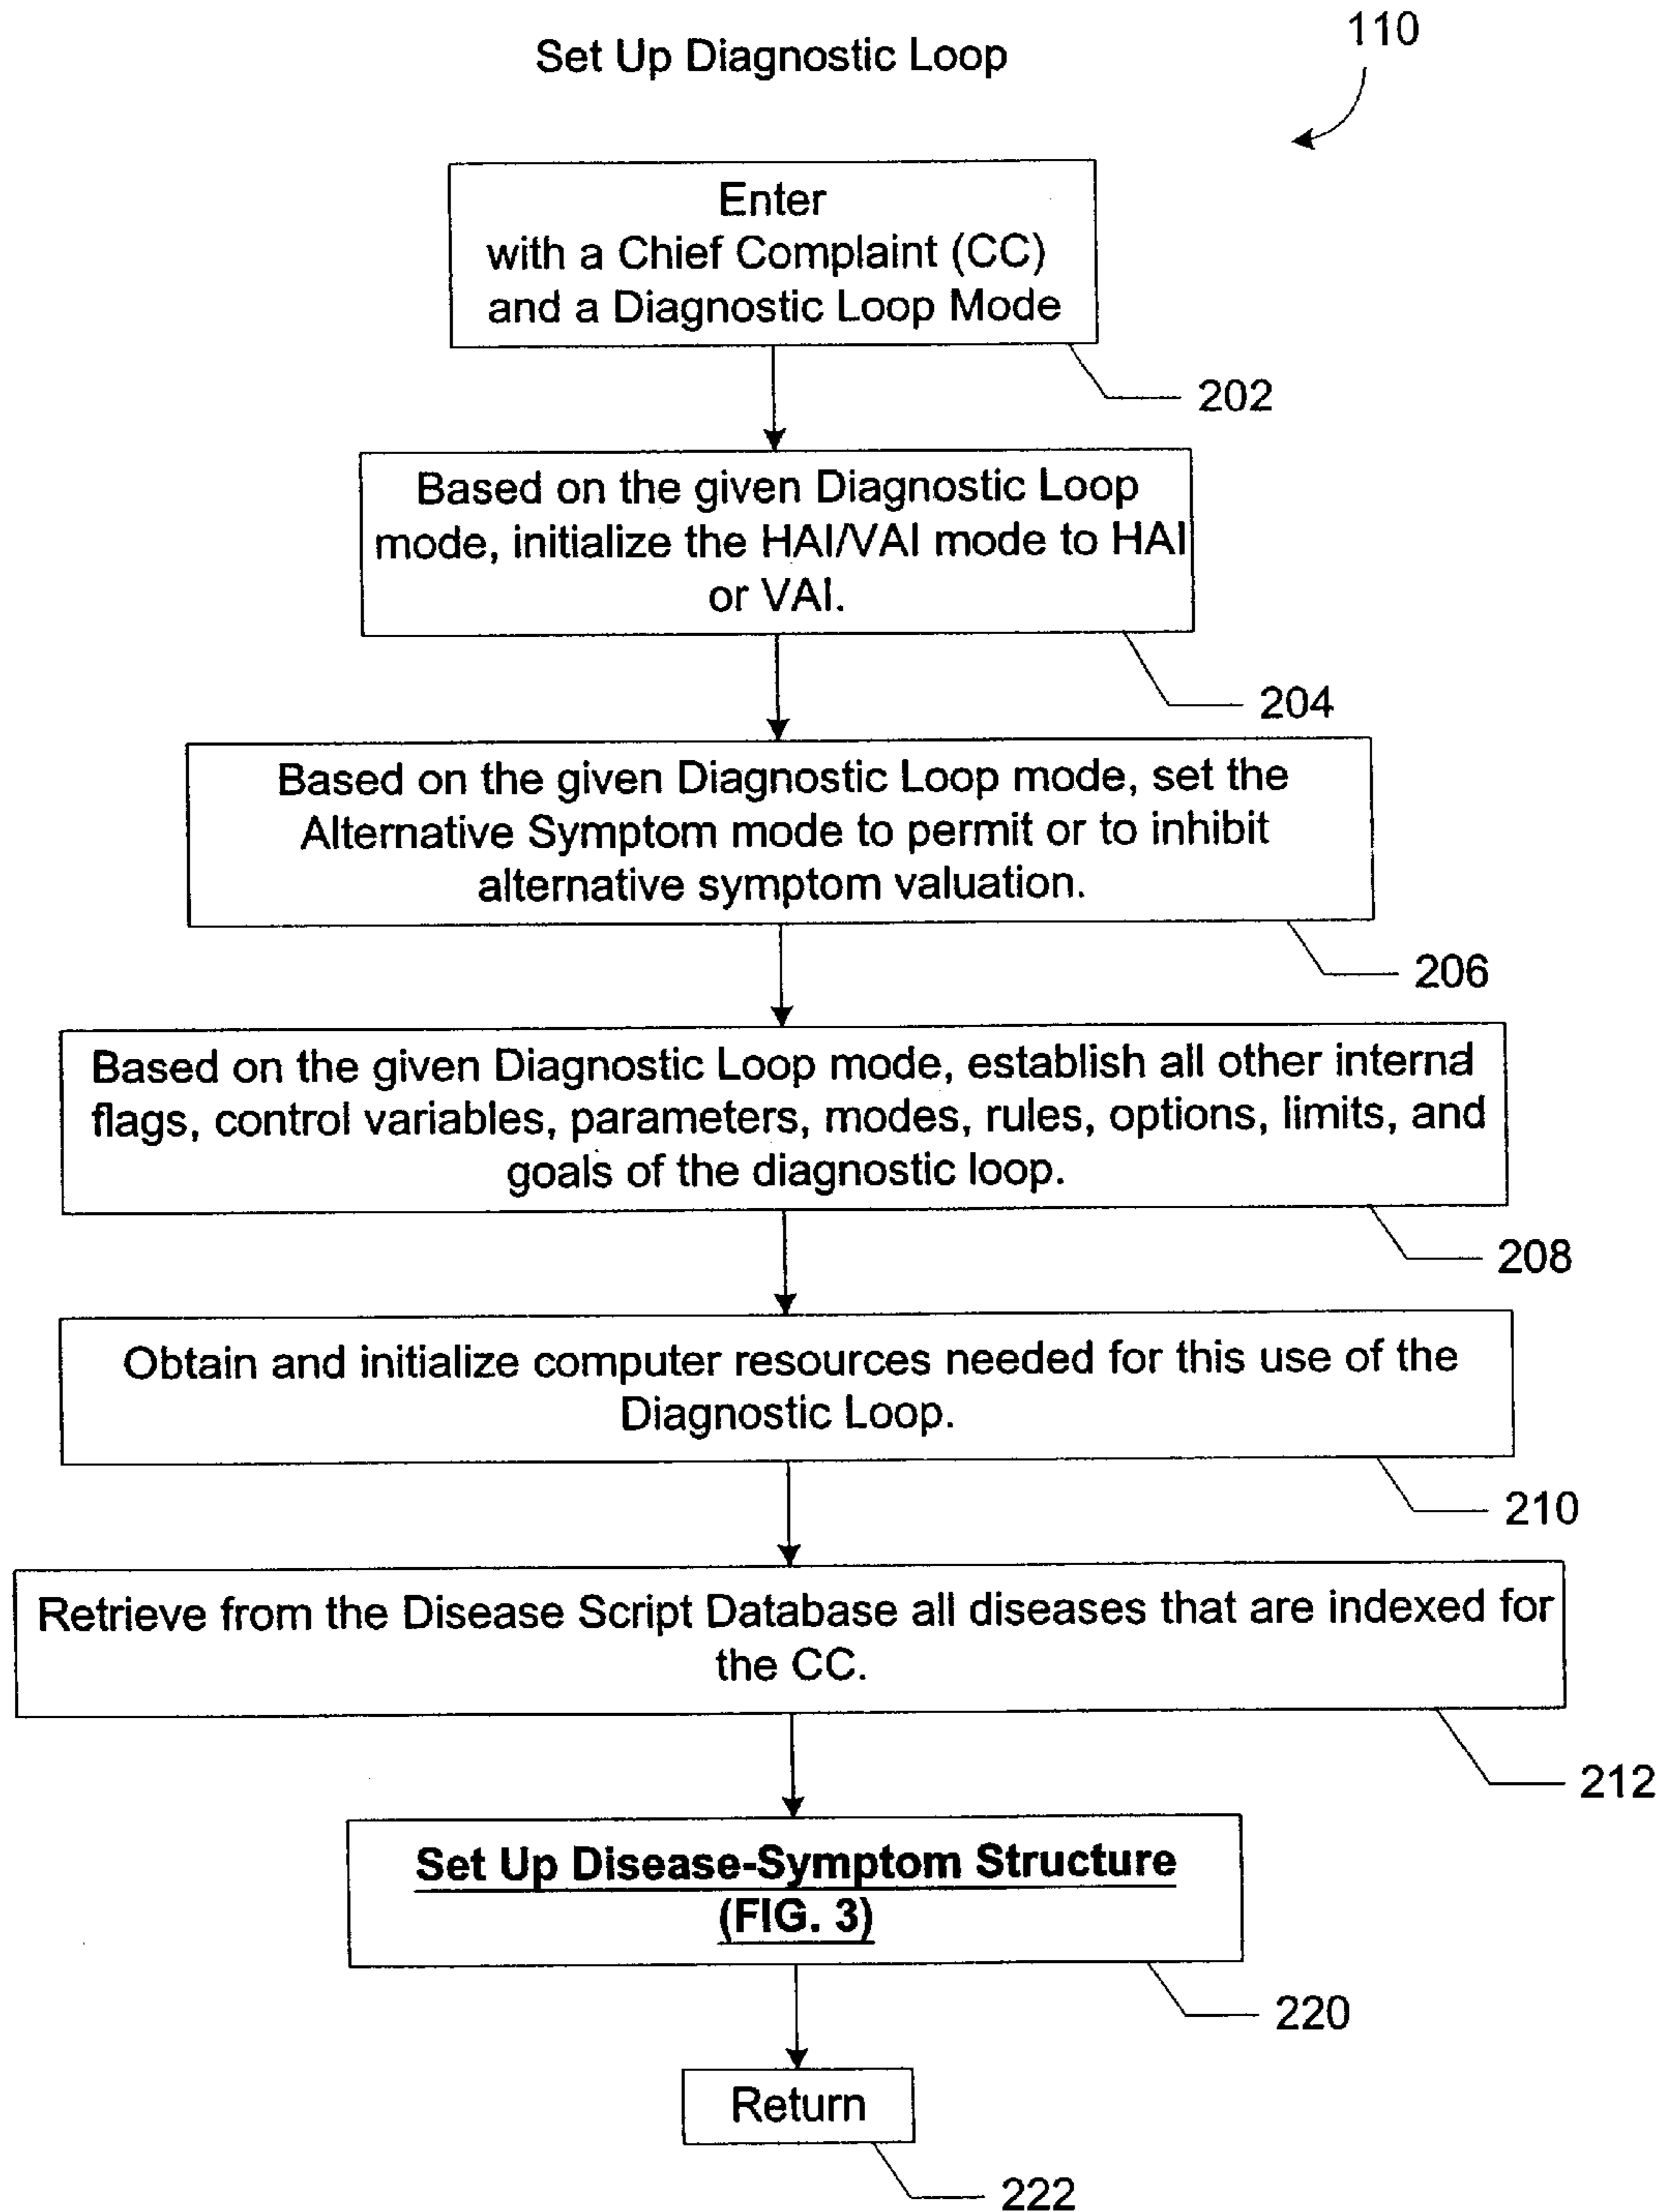 Set Up Diagnostic Loop
110
Enter
with a Chief Complaint (CC)
and a Diagnostic Loop Mode
202
Based on the given Diagnostic Loop
mode, initialize the HAI/VAI mode to HAI
or VAI.
204
Based on the given Diagnostic Loop mode, set the
Alternative Symptom mode to permit or to inhibit
alternative symptom valuation.
206
Based on the given Diagnostic Loop mode, establish all other internal
flags, control variables, parameters, modes, rules, options, limits, and
goals of the diagnostic loop.
208
Obtain and initialize computer resources needed for this use of the
Diagnostic Loop.
210
Retrieve from the Disease Script Database all diseases that are indexed for
the CC.
212
Set Up Disease-Symptom Structure
(FIG. 3)
220
Return
222